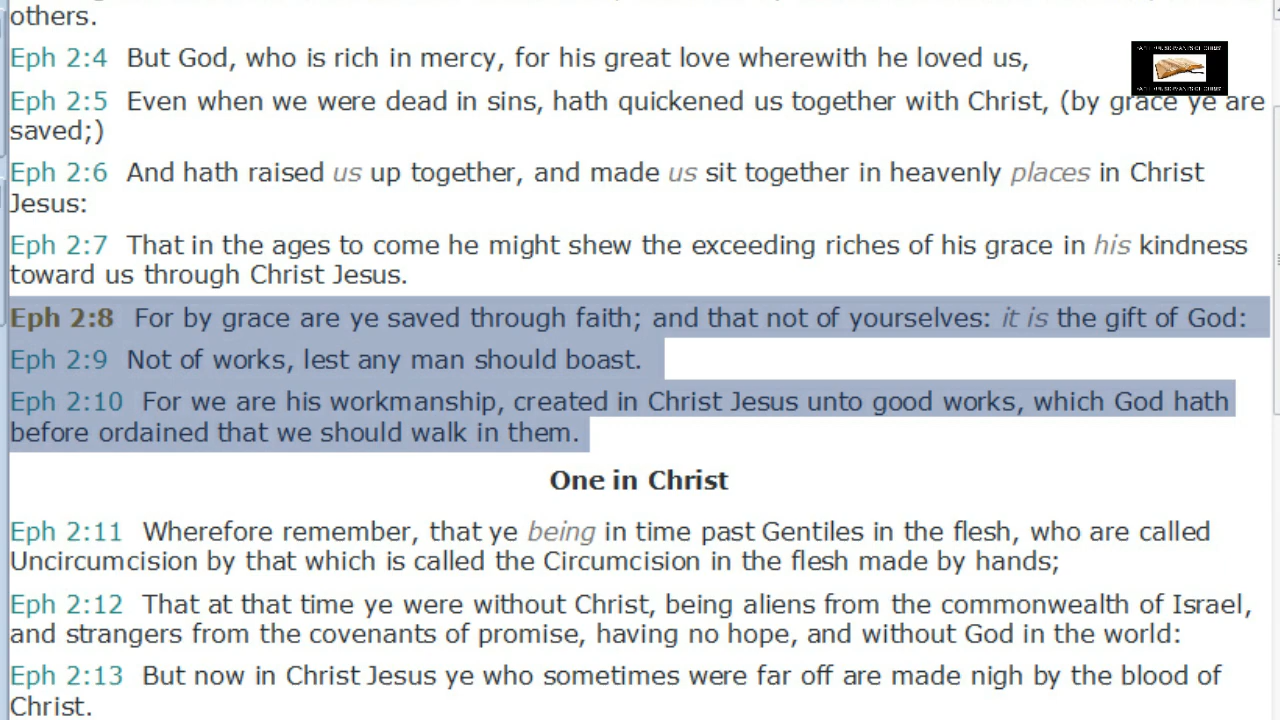 others.
Eph 2:4 But God, who is rich in mercy, for his great love wherewith he loved us,
Eph 2:5 Even when we were dead in sins, hath quickened us together with Christ, (by grace ye are
saved;)
Eph 2:6 And hath raised us up together, and made us sit together in heavenly places in Christ
Jesus:
Eph 2:7 That in the ages to come he might shew the exceeding riches of his grace in his kindness
toward us through Christ Jesus.
Eph 2:8 For by grace are ye saved through faith; and that not of yourselves: it is the gift of God:
Eph 2:9 Not of works, lest any man should boast.
Eph 2:10 For we are his workmanship, created in Christ Jesus unto good works, which God hath
before ordained that we should walk in them.
One in Christ
Eph 2:11 Wherefore remember, that ye being in time past Gentiles in the flesh, who are called
Uncircumcision by that which is called the Circumcision in the flesh made by hands;
Eph 2:12 That at that time ye were without Christ, being aliens from the commonwealth of Israel,
and strangers from the covenants of promise, having no hope, and without God in the world:
Eph 2:13 But now in Christ Jesus ye who sometimes were far off are made nigh by the blood of
Christ.